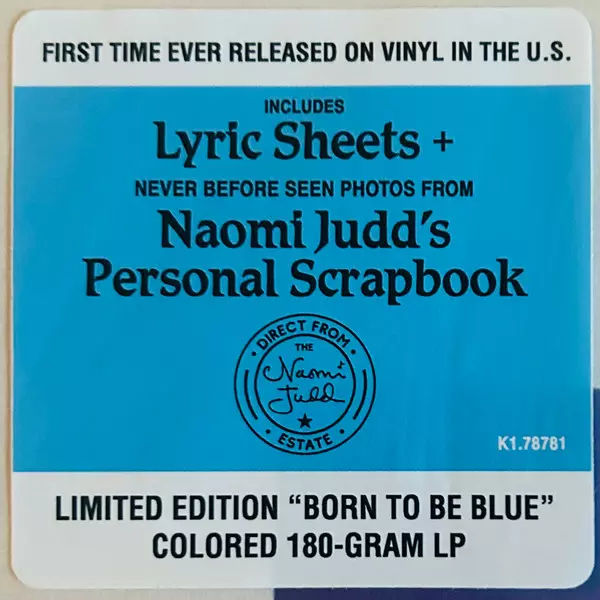 FIRST TIME EVER RELEASED ON VINYL IN THE U.S.
INCLUDES
Lyric Sheets +
NEVER BEFORE SEEN PHOTOS FROM
Naomi Judd's
Personal Scrapbook
DIRECT FROM
THE
Naomi
Judd
ESTATE
K1.78781
LIMITED EDITION “BORN TO BE BLUE”
COLORED 180-GRAM LP